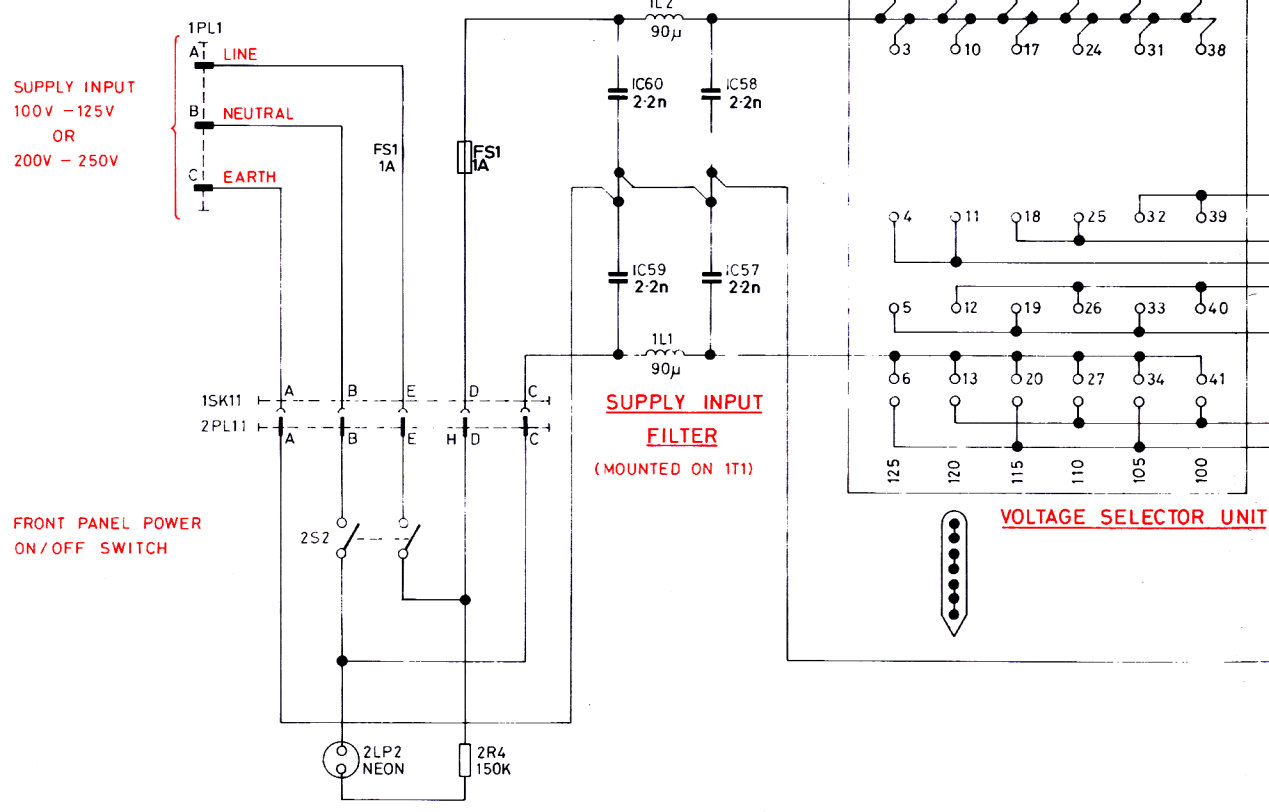 1L2
90µ
1PL1
A LINE
3 10 17 24 31 38
SUPPLY INPUT
100V – 125V
OR
200V – 250V
B NEUTRAL
C EARTH
IC60
2·2n
IC58
2·2n
FS1
1A
FS1
1A
4 11 18 25 32 39
IC59
2·2n
IC57
2·2n
5 12 19 26 33 40
1L1
90µ
6 13 20 27 34 41
1SK11 A B E D C
2PL11 A B E H D C
SUPPLY INPUT
FILTER
(MOUNTED ON 1T1)
125 120 115 110 105 100
VOLTAGE SELECTOR UNIT
FRONT PANEL POWER
ON/OFF SWITCH
2S2
2LP2
NEON
2R4
150K